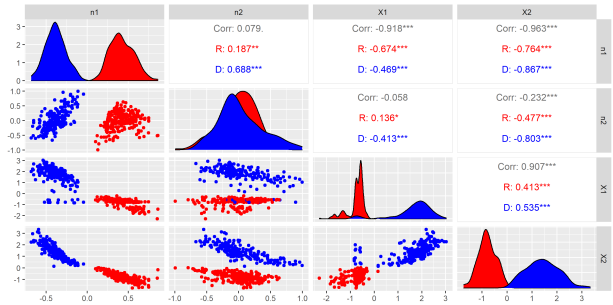 n1 n2 X1 X2
3
2
1
0
Corr: 0.079.
R: 0.187**
D: 0.688***
Corr: -0.918***
R: -0.674***
D: -0.469***
Corr: -0.963***
R: -0.764***
D: -0.867***
n1
1.0
0.5
0.0
-0.5
-1.0
Corr: -0.058
R: 0.136*
D: -0.413***
Corr: -0.232***
R: -0.477***
D: -0.803***
n2
3
2
1
0
-1
-2
Corr: 0.907***
R: 0.413***
D: 0.535***
X1
3
2
1
0
-1
X2
-0.5 0.0 0.5 -1.0 -0.5 0.0 0.5 1.0 -2 -1 0 1 2 3 -1 0 1 2 3